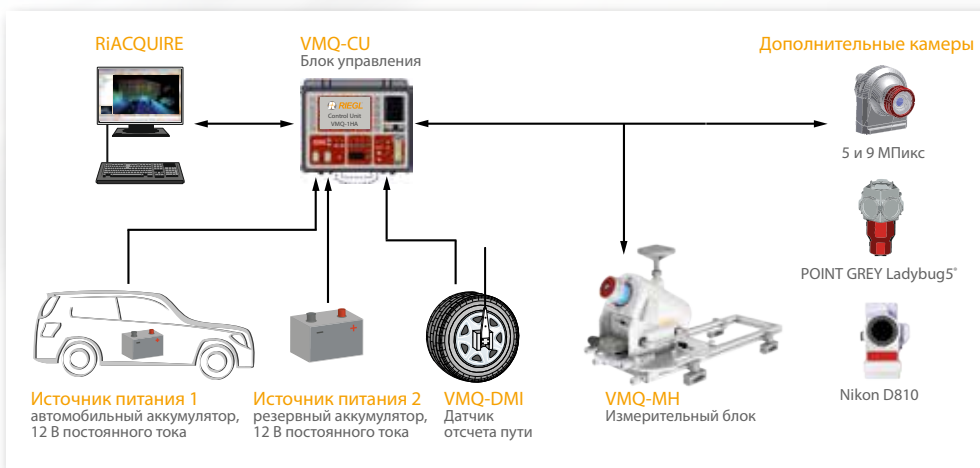 RiACQUIRE
VMQ-CU
Блок управления
RIEGL
Control Unit
VMQ-1HA
Дополнительные камеры
5 и 9 МПикс
POINT GREY Ladybug5*
Nikon D810
Источник питания 1
автомобильный аккумулятор,
12 В постоянного тока
Источник питания 2
резервный аккумулятор,
12 В постоянного тока
VMQ-DMI
Датчик
отсчета пути
VMQ-MH
Измерительный блок